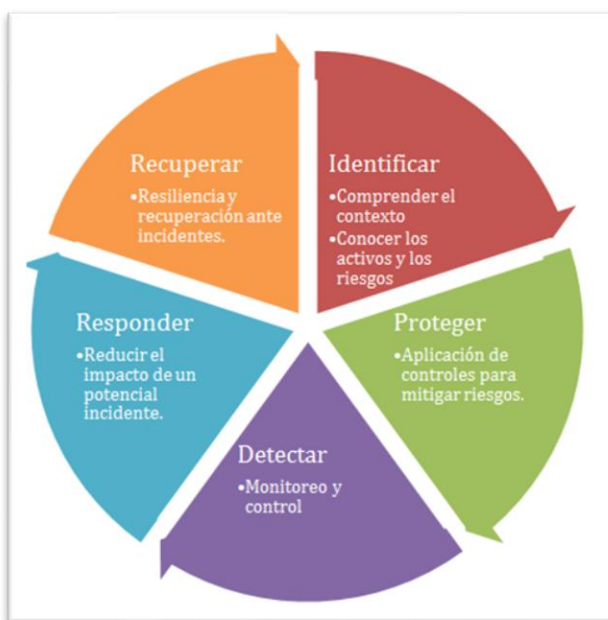 Recuperar
•Resiliencia y
recuperación ante
incidentes.
Identificar
•Comprender el
contexto
•Conocer los
activos y los
riesgos
Responder
•Reducir el
impacto de un
potencial
incidente.
Proteger
•Aplicación de
controles para
mitigar riesgos.
Detectar
•Monitoreo y
control